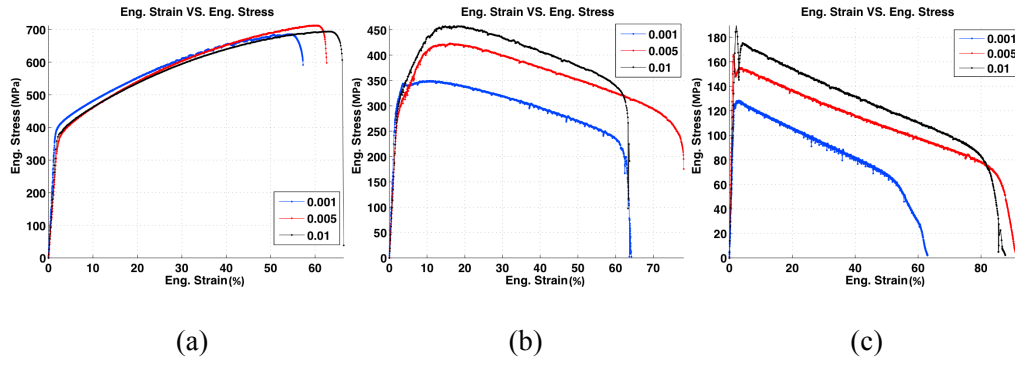 Eng. Strain VS. Eng. Stress
Eng. Stress (MPa)
700
600
500
400
300
200
100
0
0 10 20 30 40 50 60
Eng. Strain(%)
0.001
0.005
0.01
(a)
Eng. Strain VS. Eng. Stress
Eng. Stress (MPa)
450
400
350
300
250
200
150
100
50
0
0 10 20 30 40 50 60 70
Eng. Strain(%)
0.001
0.005
0.01
(b)
Eng. Strain VS. Eng. Stress
Eng. Stress (MPa)
180
160
140
120
100
80
60
40
20
0
0 20 40 60 80
Eng. Strain(%)
0.001
0.005
0.01
(c)